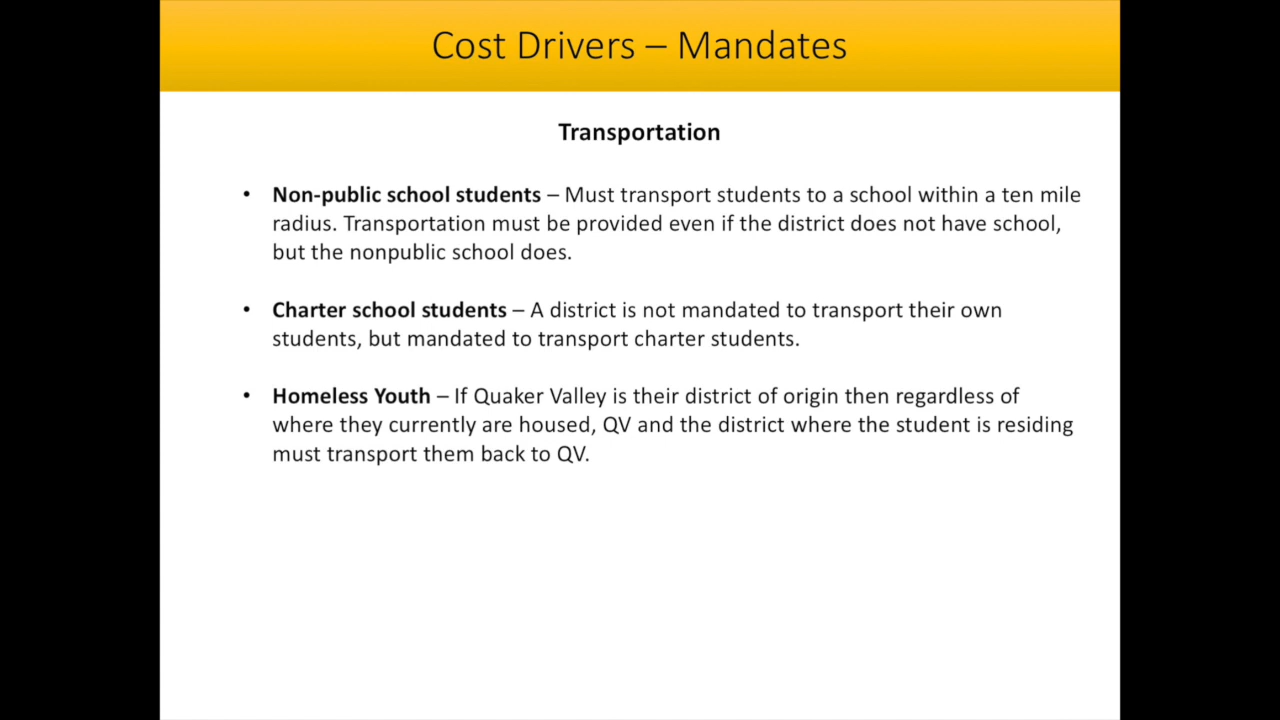 Cost Drivers – Mandates
Transportation
• Non-public school students – Must transport students to a school within a ten mile
radius. Transportation must be provided even if the district does not have school,
but the nonpublic school does.
• Charter school students – A district is not mandated to transport their own
students, but mandated to transport charter students.
• Homeless Youth – If Quaker Valley is their district of origin then regardless of
where they currently are housed, QV and the district where the student is residing
must transport them back to QV.